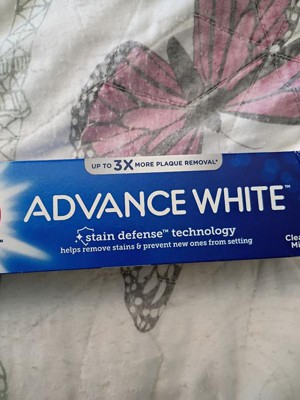 UP TO 3X MORE PLAQUE REMOVAL*
ADVANCE WHITE™
stain defense™ technology
helps remove stains & prevent new ones from setting